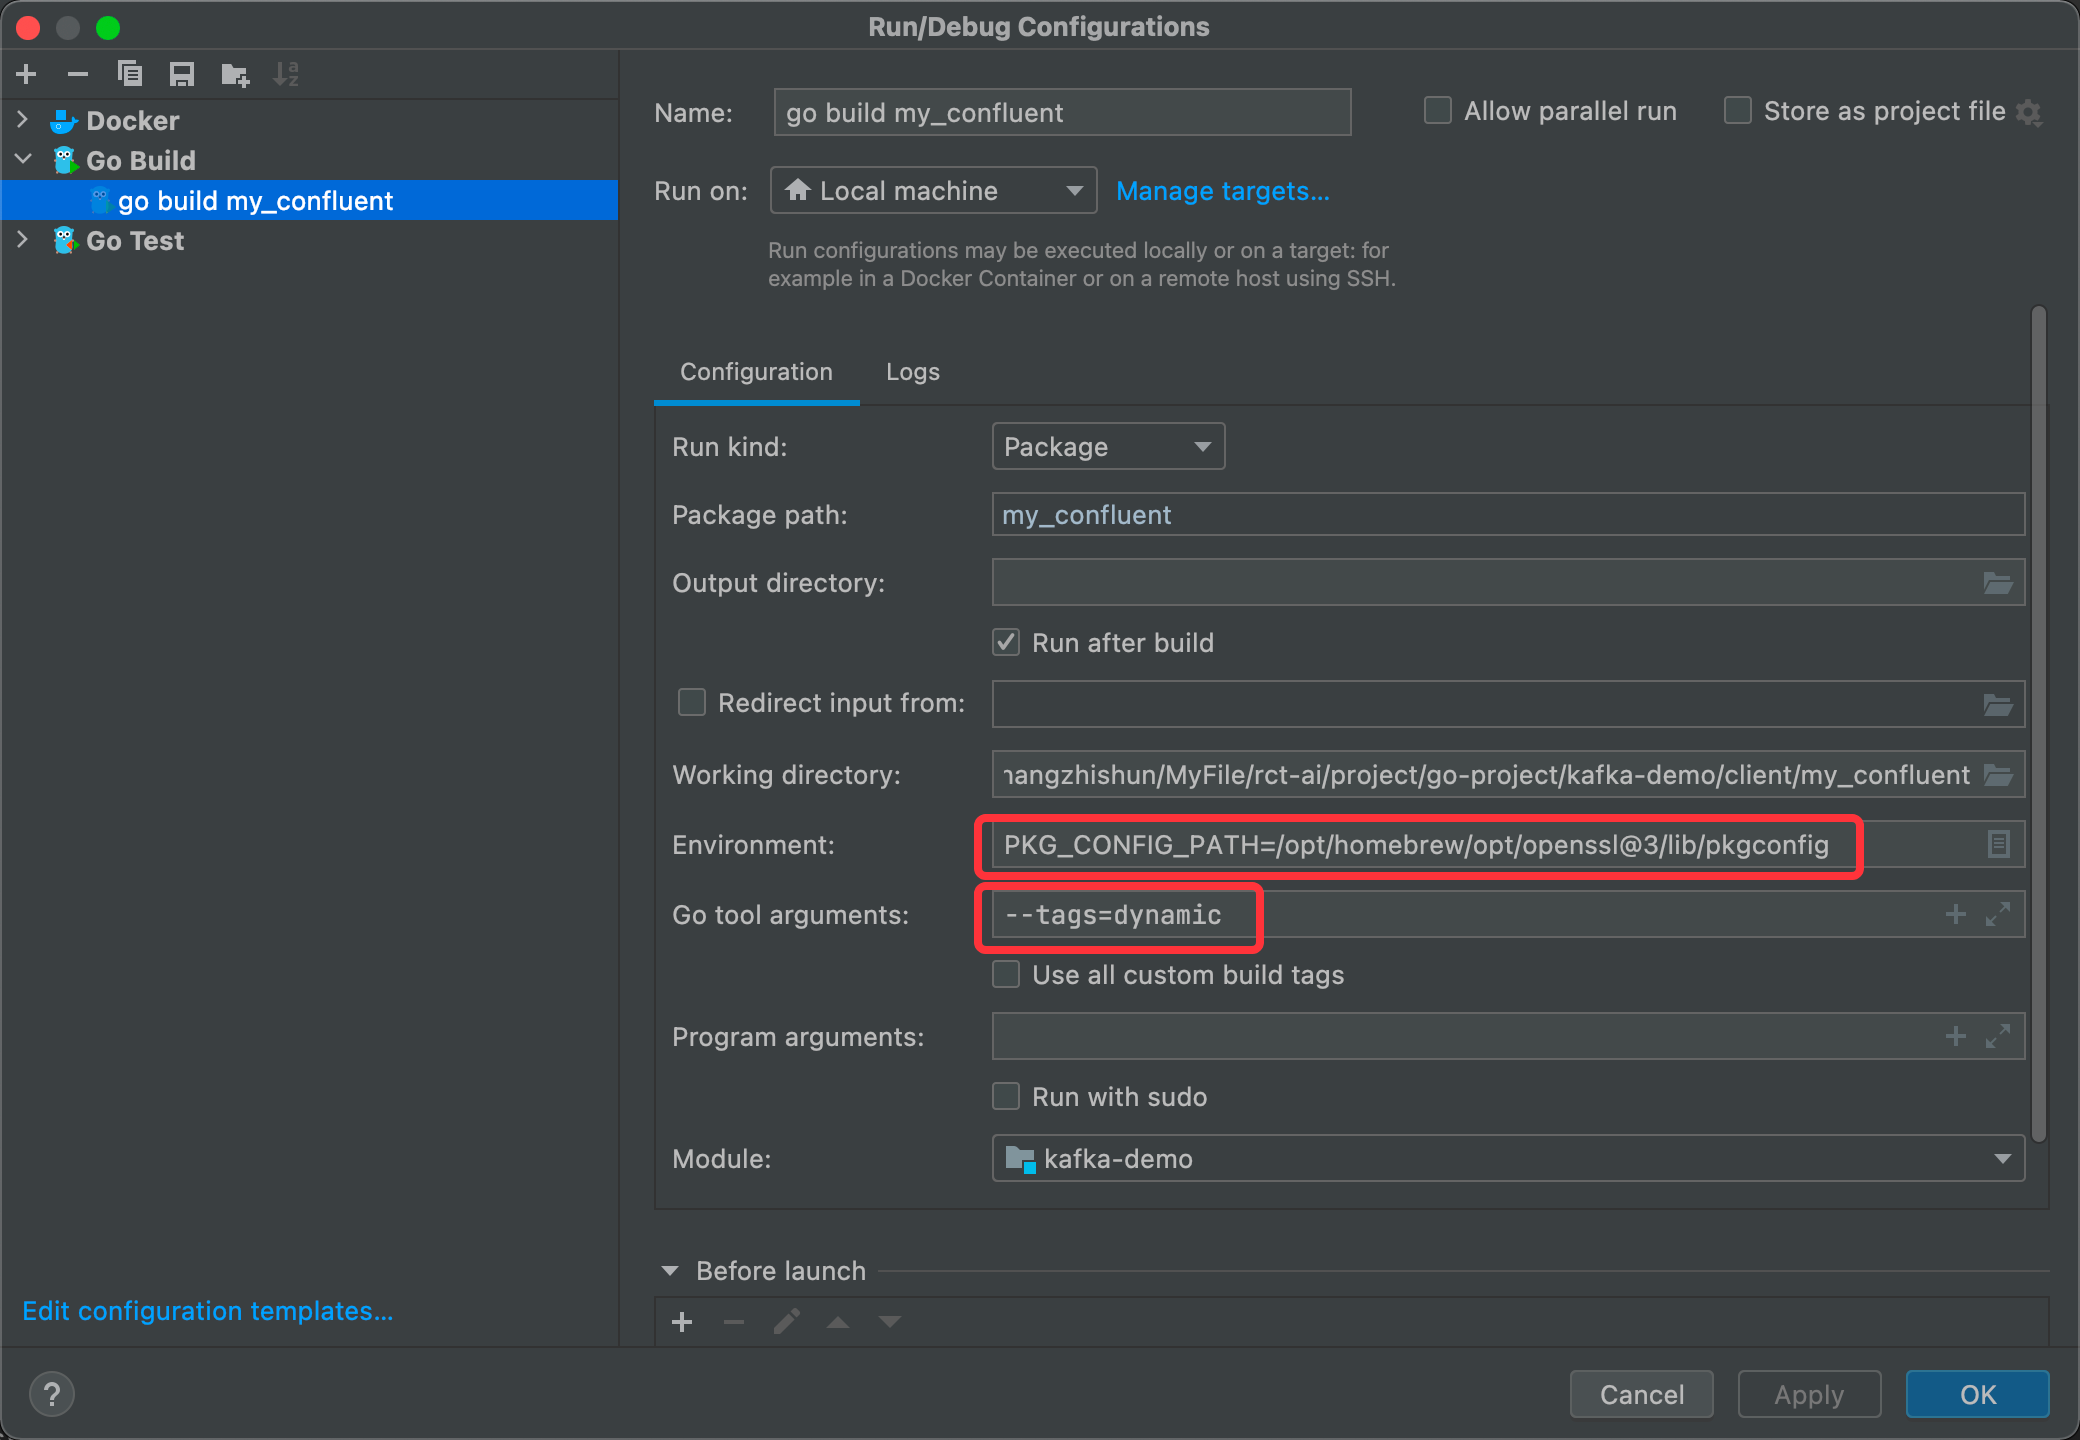 Run/Debug Configurations
Docker
Go Build
go build my_confluent
Go Test
Edit configuration templates...
Name:
go build my_confluent
Allow parallel run
Store as project file
Run on:
Local machine
Manage targets...
Run configurations may be executed locally or on a target: for
example in a Docker Container or on a remote host using SSH.
Configuration
Logs
Run kind:
Package
Package path:
my_confluent
Output directory:
Run after build
Redirect input from:
Working directory:
angzhishun/MyFile/rct-ai/project/go-project/kafka-demo/client/my_confluent
Environment:
PKG_CONFIG_PATH=/opt/homebrew/opt/openssl@3/lib/pkgconfig
Go tool arguments:
--tags=dynamic
Use all custom build tags
Program arguments:
Run with sudo
Module:
kafka-demo
Before launch
?
Cancel
Apply
OK